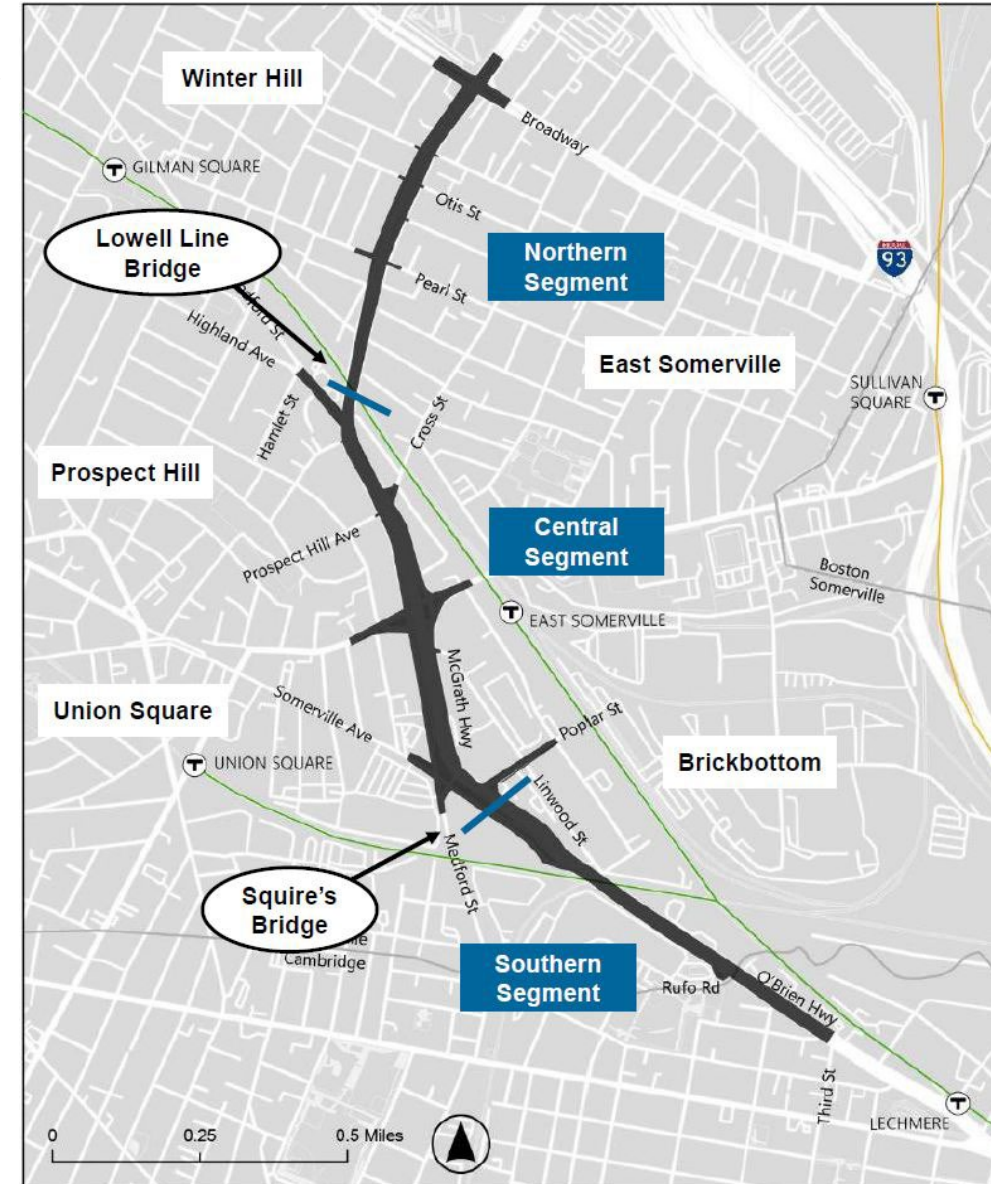 Winter Hill
Broadway
GILMAN SQUARE
T
Otis St
Lowell Line
Bridge
Northern
Segment
INTERSTATE
93
Pearl St
Highland Ave
East Somerville
SULLIVAN
SQUARE
T
Hamlet St
Cross St
Prospect Hill
Central
Segment
Prospect Hill Ave
Boston
Somerville
T
EAST SOMERVILLE
McGrath Hwy
Union Square
Somerville Ave
Poplar St
T
UNION SQUARE
Brickbottom
Linwood St
Medford St
Squire's
Bridge
Cambridge
Southern
Segment
Rufo Rd
O'Brien Hwy
Third St
T
LECHMERE
0 0.25 0.5 Miles